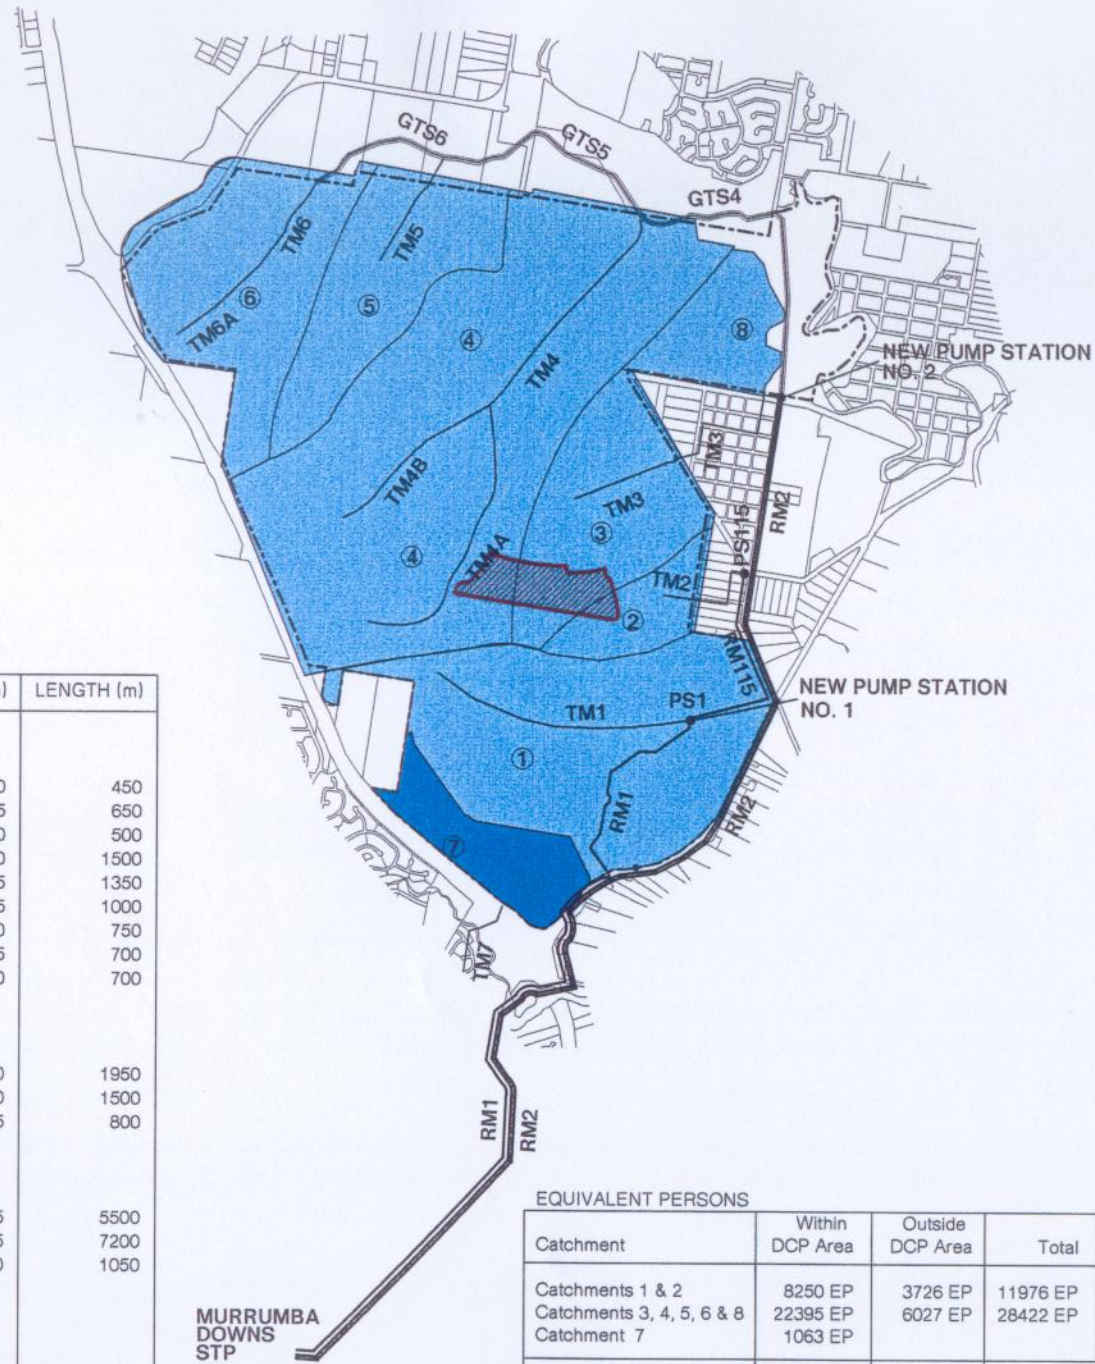 GTS6
GTS5
GTS4
TM6
TM5
TM6A
⑥
⑤
④
⑧
TM4
NEW PUMP STATION
NO. 2
TM4B
TM3
TM3
RM2
③
PS115
④
TM4A
TM2
②
RM115
NEW PUMP STATION
NO. 1
PS1
TM1
①
RM1
RM2
⑦
TM7
RM1
RM2
MURRUMBA
DOWNS
STP
LENGTH (m)
450
650
500
1500
1350
1000
750
700
700
1950
1500
800
5500
7200
1050
EQUIVALENT PERSONS
Catchment Within DCP Area Outside DCP Area Total
Catchments 1 & 2 8250 EP 3726 EP 11976 EP
Catchments 3, 4, 5, 6 & 8 22395 EP 6027 EP 28422 EP
Catchment 7 1063 EP